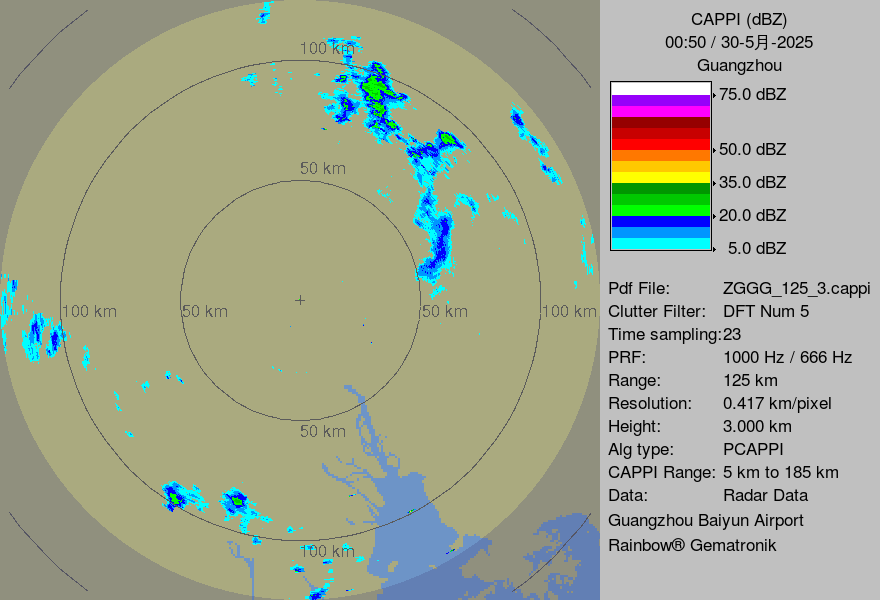 CAPPI (dBZ)
00:50 / 30-5月-2025
Guangzhou
75.0 dBZ
50.0 dBZ
35.0 dBZ
20.0 dBZ
5.0 dBZ
Pdf File: ZGGG_125_3.cappi
Clutter Filter: DFT Num 5
Time sampling:23
PRF: 1000 Hz / 666 Hz
Range: 125 km
Resolution: 0.417 km/pixel
Height: 3.000 km
Alg type: PCAPPI
CAPPI Range: 5 km to 185 km
Data: Radar Data
Guangzhou Baiyun Airport
Rainbow® Gematronik
100 km
50 km
100 km
50 km
50 km
100 km
50 km
100 km